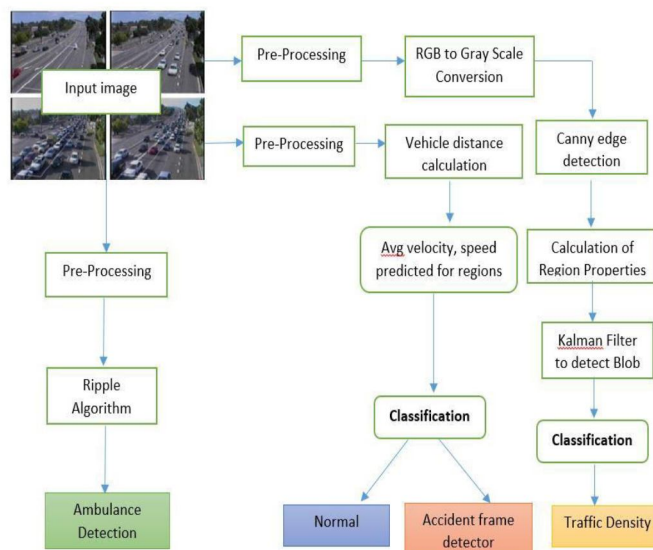 Input image
Pre-Processing
RGB to Gray Scale
Conversion
Pre-Processing
Vehicle distance
calculation
Canny edge
detection
Pre-Processing
Avg velocity, speed
predicted for regions
Calculation of
Region Properties
Ripple
Algorithm
Kalman Filter
to detect Blob
Classification
Classification
Ambulance
Detection
Normal
Accident frame
detector
Traffic Density